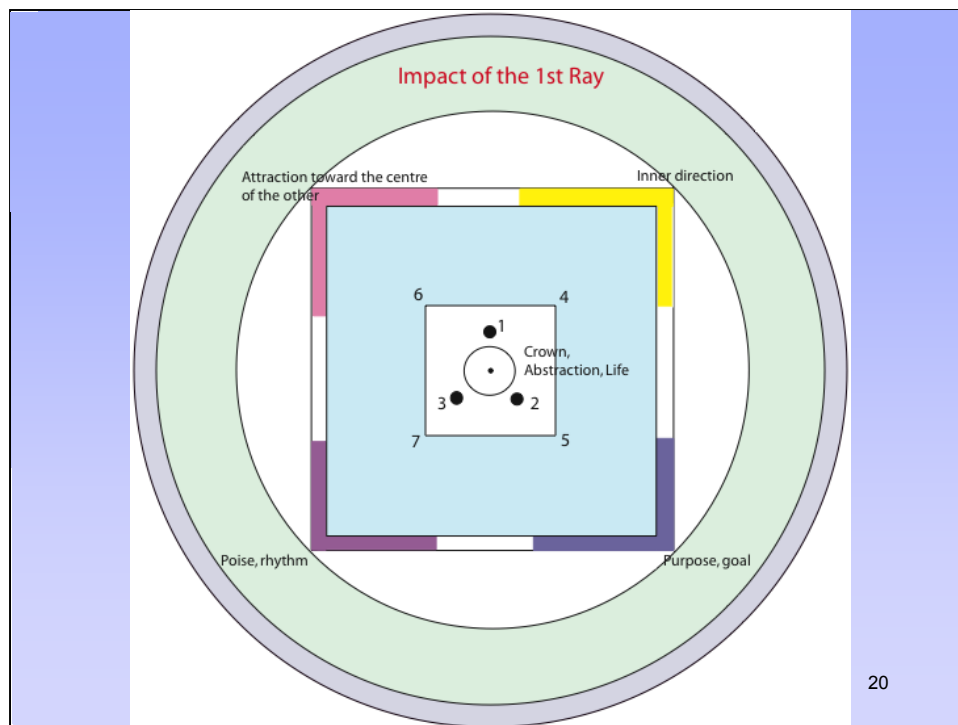 Impact of the 1st Ray
Attraction toward the centre
of the other
Inner direction
6
4
1
Crown,
Abstraction, Life
3
2
7
5
Poise, rhythm
Purpose, goal
20